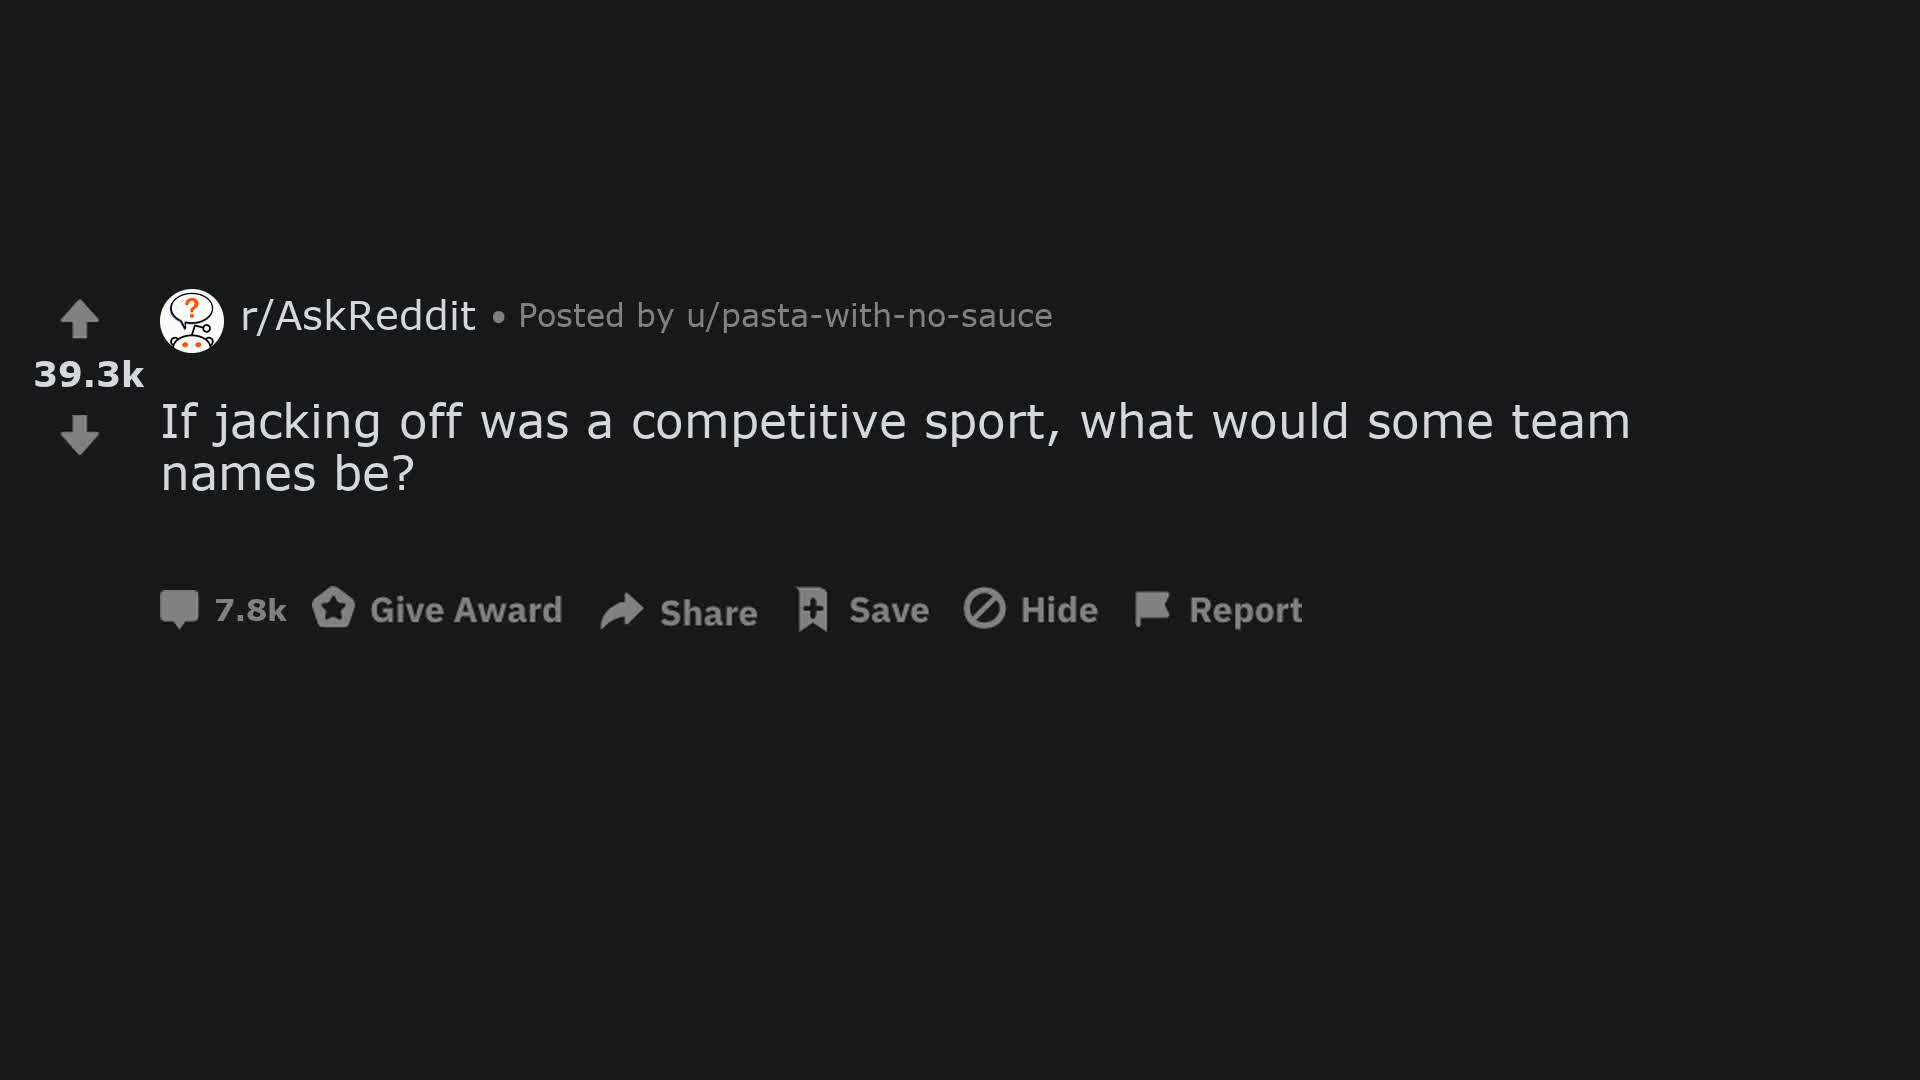 r/AskReddit • Posted by u/pasta-with-no-sauce
39.3k
If jacking off was a competitive sport, what would some team
names be?
7.8k Give Award Share Save Hide Report